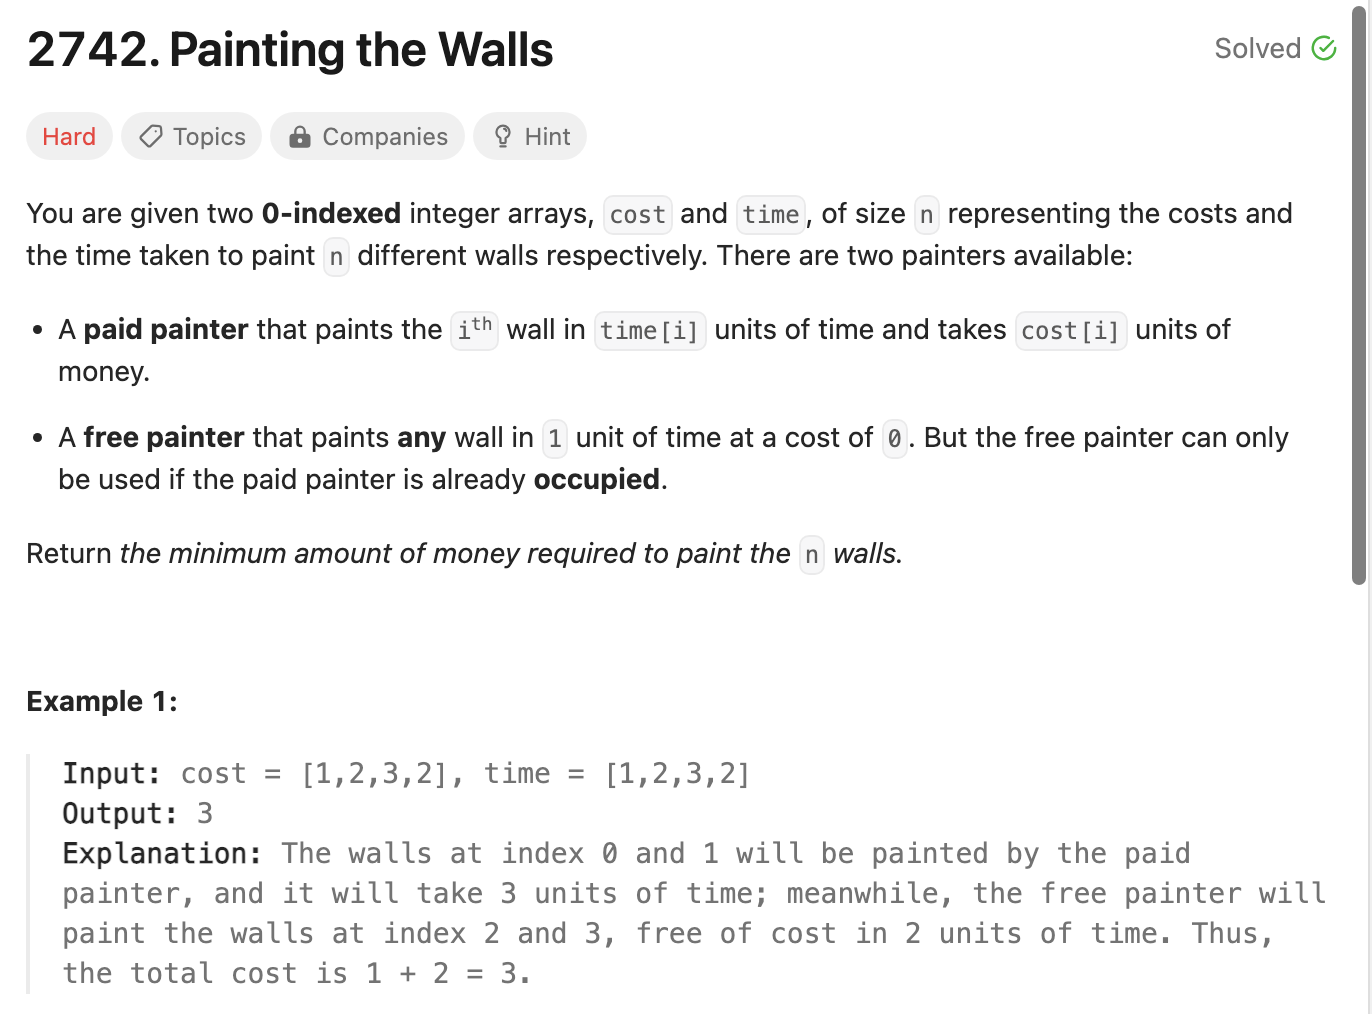 2742. Painting the Walls
Solved
Hard Topics Companies Hint
You are given two 0-indexed integer arrays, cost and time, of size n representing the costs and
the time taken to paint n different walls respectively. There are two painters available:
• A paid painter that paints the ith wall in time[i] units of time and takes cost[i] units of
money.
• A free painter that paints any wall in 1 unit of time at a cost of 0. But the free painter can only
be used if the paid painter is already occupied.
Return the minimum amount of money required to paint the n walls.
Example 1:
Input: cost = [1,2,3,2], time = [1,2,3,2]
Output: 3
Explanation: The walls at index 0 and 1 will be painted by the paid
painter, and it will take 3 units of time; meanwhile, the free painter will
paint the walls at index 2 and 3, free of cost in 2 units of time. Thus,
the total cost is 1 + 2 = 3.